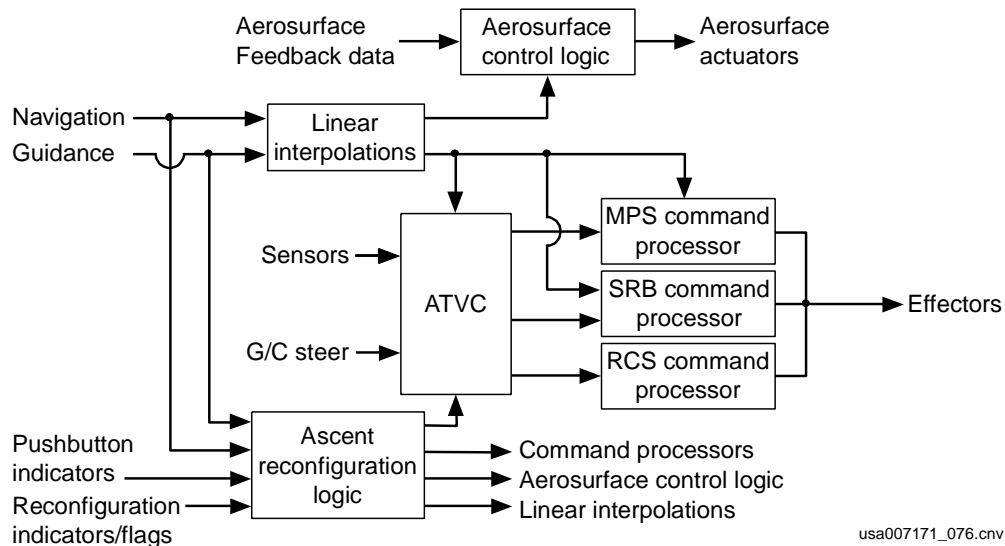 Aerosurface
Feedback data
Aerosurface
control logic
Aerosurface
actuators
Navigation
Guidance
Linear
interpolations
MPS command
processor
Sensors
ATVC
SRB command
processor
Effectors
G/C steer
RCS command
processor
Pushbutton
indicators
Reconfiguration
indicators/flags
Ascent
reconfiguration
logic
Command processors
Aerosurface control logic
Linear interpolations
usa007171_076.cnv